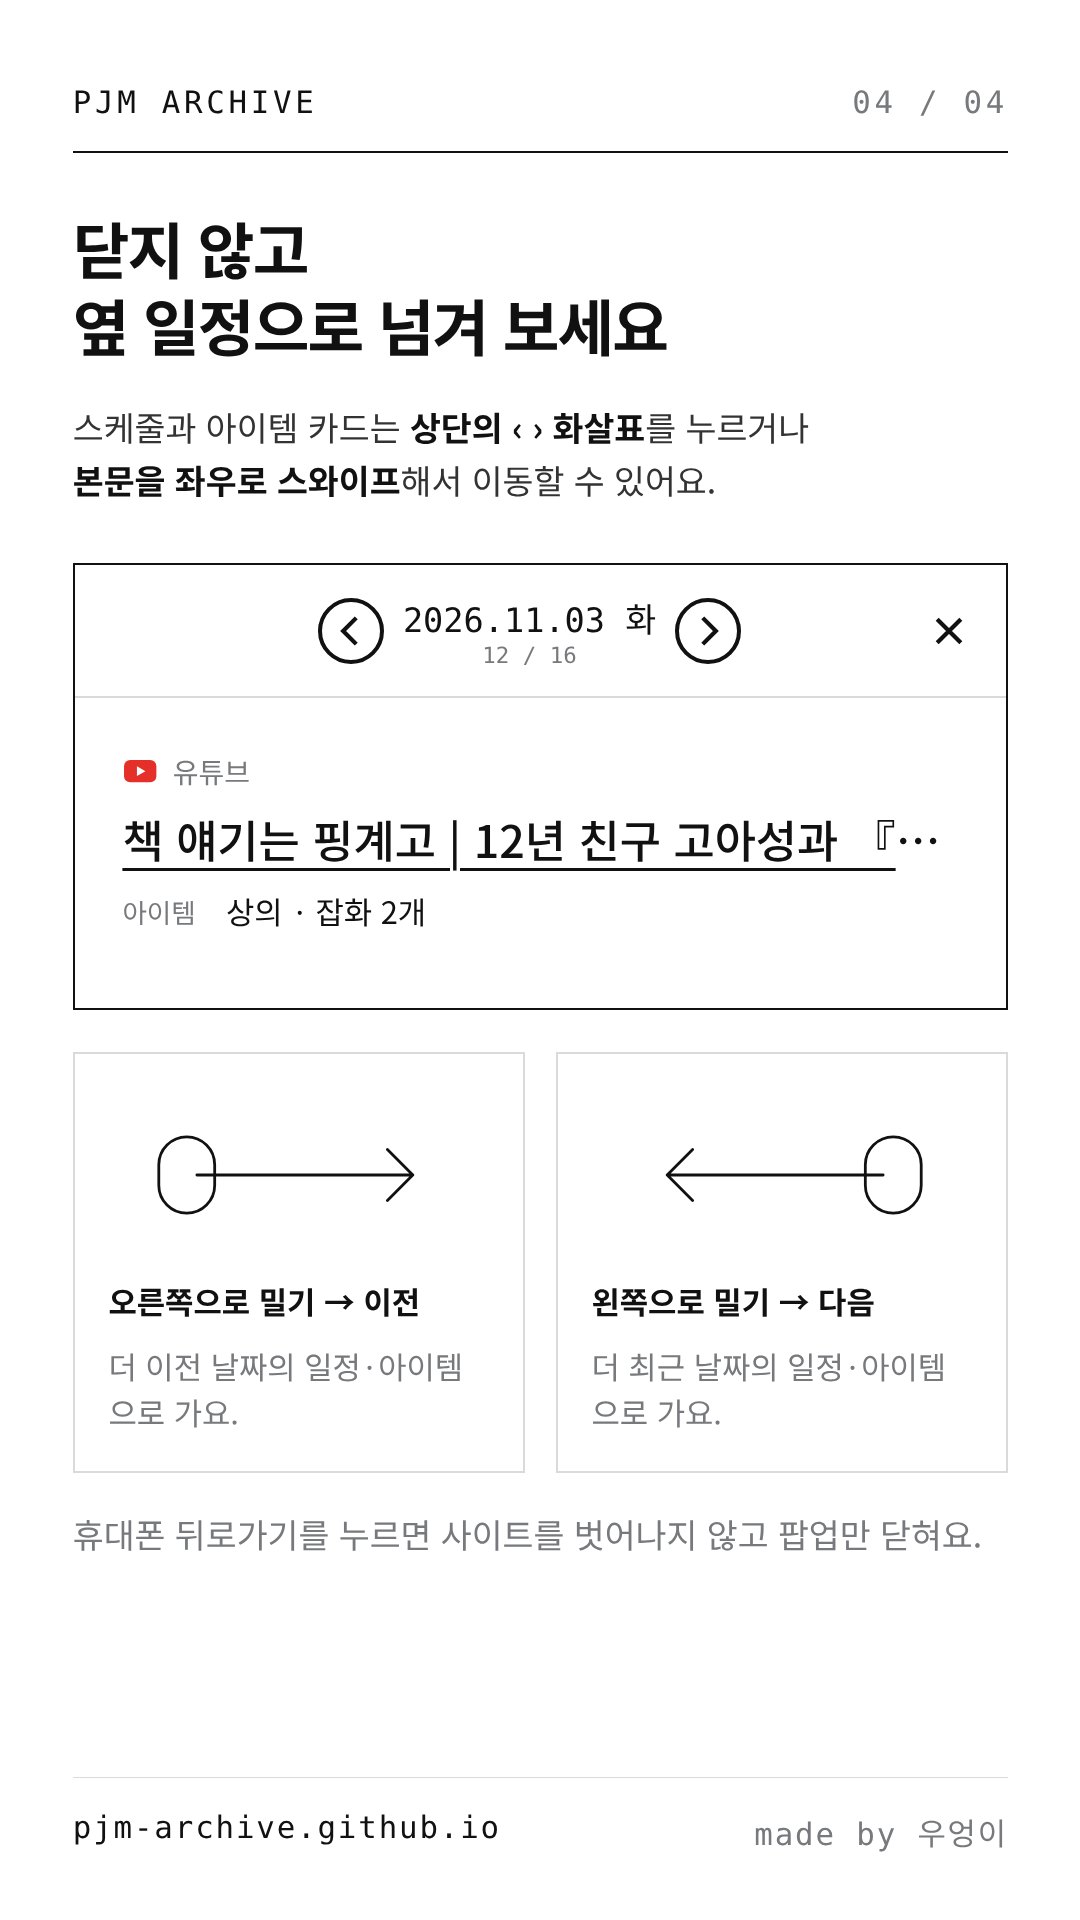 PJM ARCHIVE
04 / 04
닫지 않고
옆 일정으로 넘겨 보세요
스케줄과 아이템 카드는 상단의 ‹ › 화살표를 누르거나
본문을 좌우로 스와이프해서 이동할 수 있어요.
2026.11.03 화
12 / 16
유튜브
책 얘기는 핑계고 | 12년 친구 고아성과 『…
아이템 상의 · 잡화 2개
오른쪽으로 밀기 → 이전
더 이전 날짜의 일정·아이템
으로 가요.
왼쪽으로 밀기 → 다음
더 최근 날짜의 일정·아이템
으로 가요.
휴대폰 뒤로가기를 누르면 사이트를 벗어나지 않고 팝업만 닫혀요.
pjm-archive.github.io
made by 우엉이